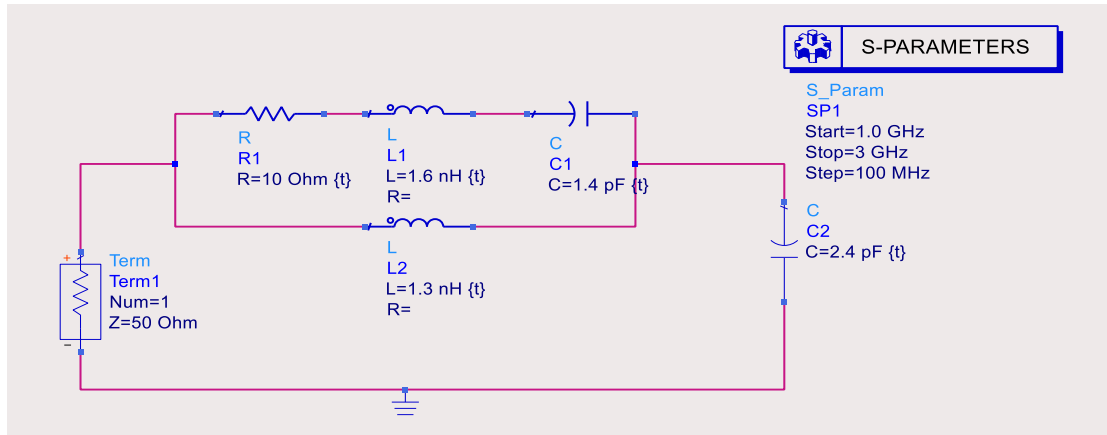 S-PARAMETERS
S_Param
SP1
Start=1.0 GHz
Stop=3 GHz
Step=100 MHz
R
R1
R=10 Ohm {t}
L
L1
L=1.6 nH {t}
R=
C
C1
C=1.4 pF {t}
L
L2
L=1.3 nH {t}
R=
C
C2
C=2.4 pF {t}
+
Term
Term1
Num=1
Z=50 Ohm
−